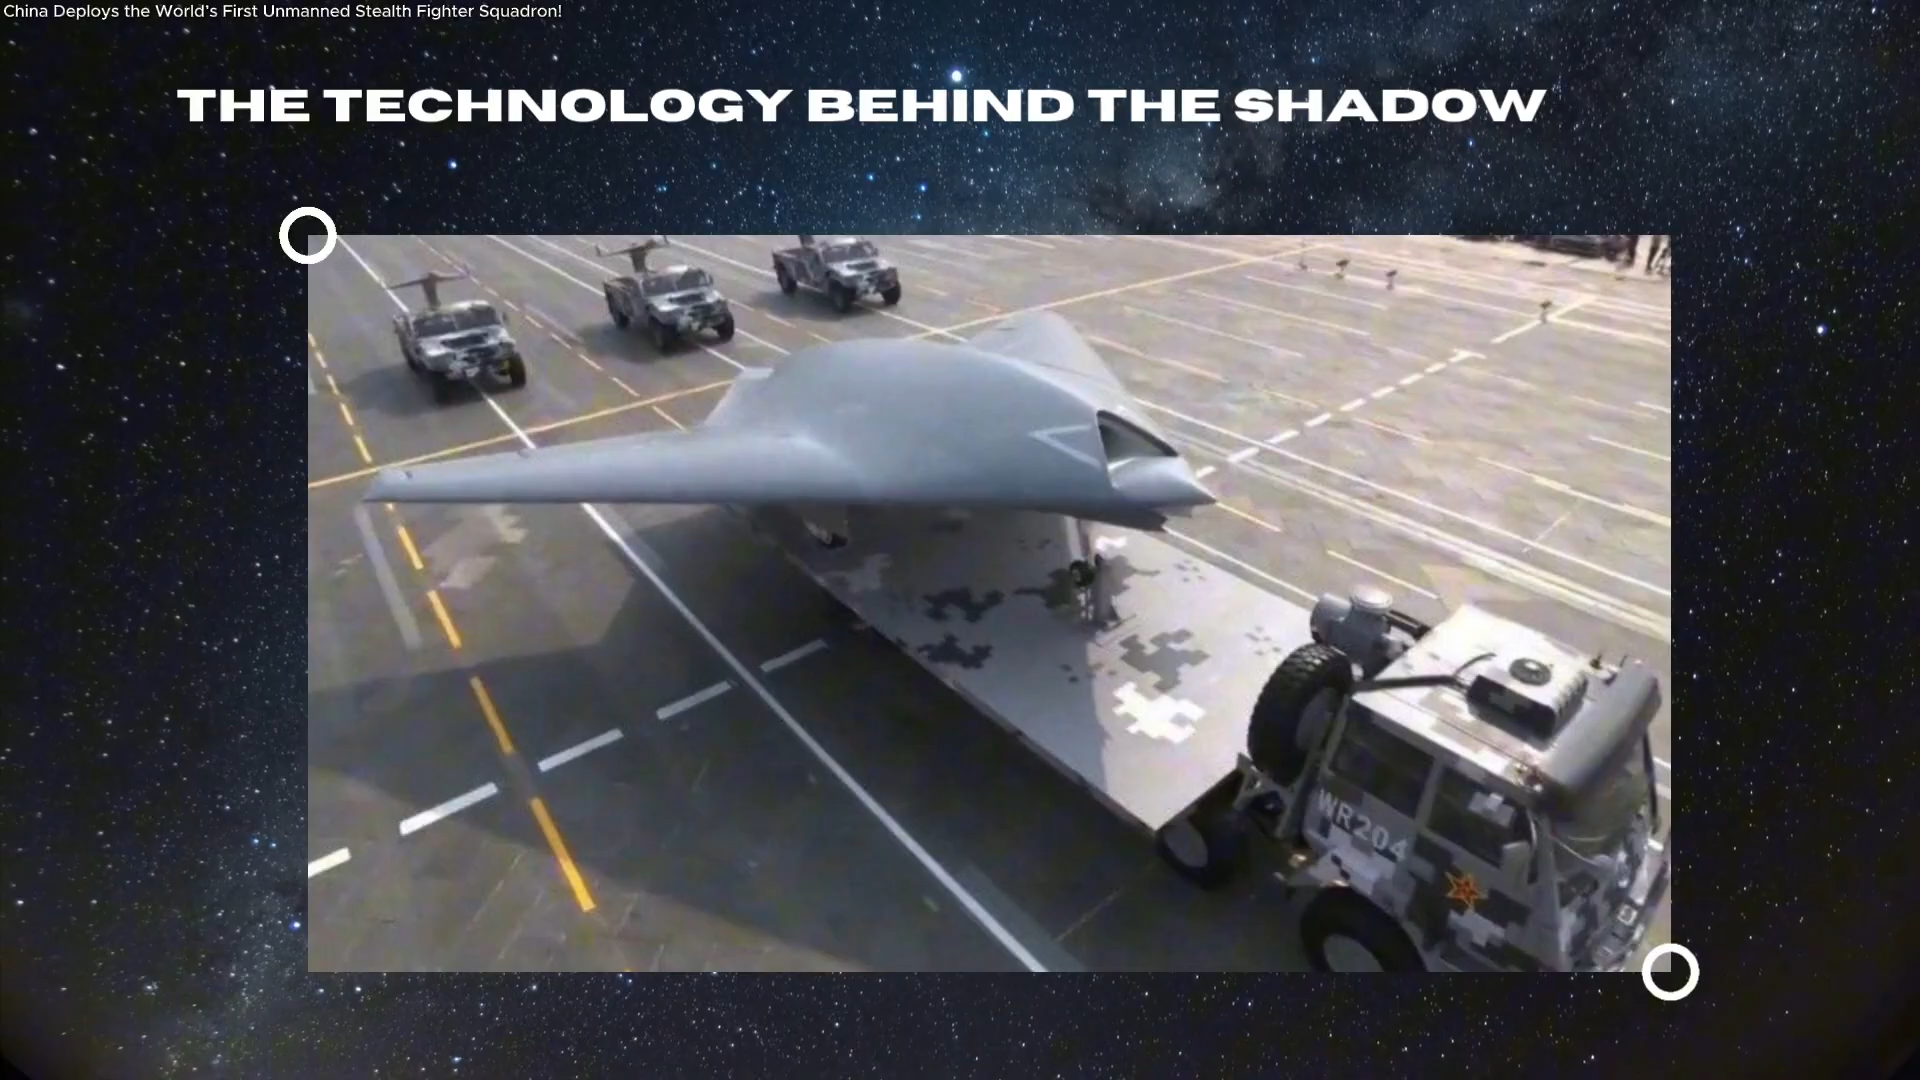 China Deploys the World's First Unmanned Stealth Fighter Squadron!
THE TECHNOLOGY BEHIND THE SHADOW
WR204